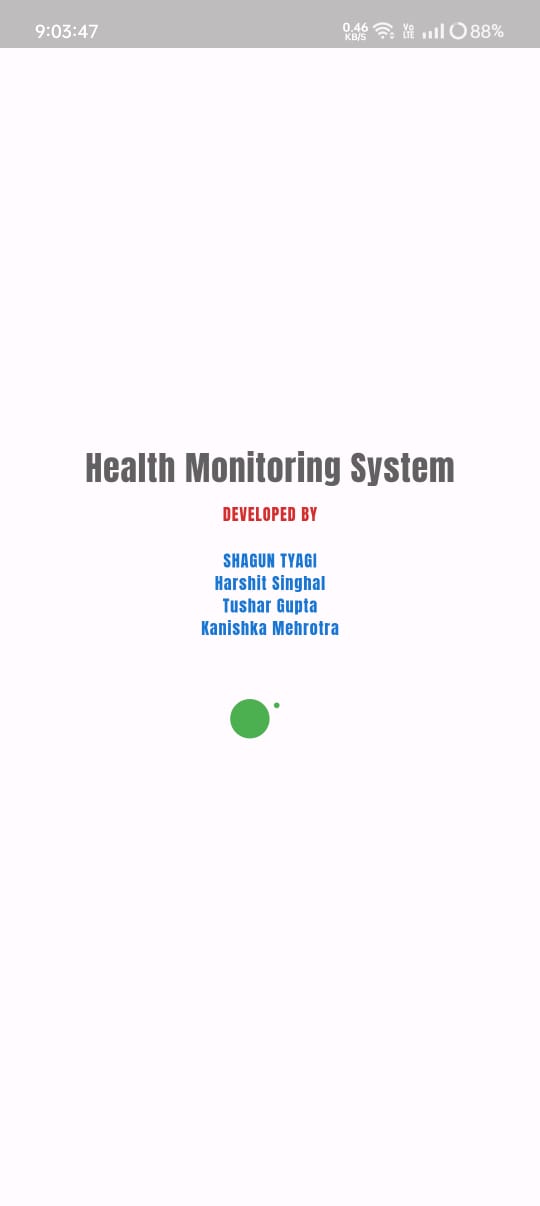 9:03:47 0.46 KB/S Vo LTE 88%
Health Monitoring System
DEVELOPED BY
SHAGUN TYAGI
Harshit Singhal
Tushar Gupta
Kanishka Mehrotra